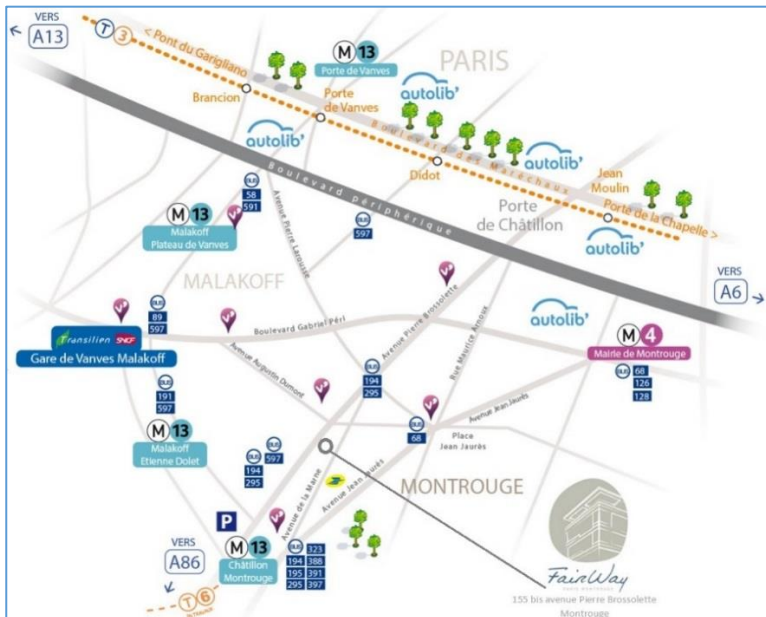 VERS
A13
T 3
< Pont du Garigliano
M 13
Porte de Vanves
PARIS
autolib'
Brancion
Porte
de Vanves
autolib'
Boulevard des Maréchaux
autolib'
Didot
Jean
Moulin
Porte de la Chapelle >
autolib'
Boulevard périphérique
Porte de
Châtillon
VERS
A6
BUS
58
591
M 13
Malakoff
Plateau de Vanves
Avenue Pierre Larousse
BUS
597
MALAKOFF
BUS
89
597
transilien SNCF
Gare de Vanves Malakoff
Boulevard Gabriel Péri
Avenue Pierre Brossolette
Rue Maurice Arnoux
autolib'
M 4
Mairie de Montrouge
BUS
68
126
128
Avenue Augustin Dumont
BUS
194
295
BUS
191
597
Avenue Jean Jaurès
BUS
68
Place
Jean Jaurès
M 13
Malakoff
Etienne Dolet
BUS
597
194
295
Avenue de la Marne
Avenue Jean Jaurès
MONTROUGE
P
VERS
A86
M 13
Châtillon
Montrouge
BUS
323
194 388
195 391
295 397
T 6
FairWay
PARIS MONTROUGE
155 bis avenue Pierre Brossolette
Montrouge